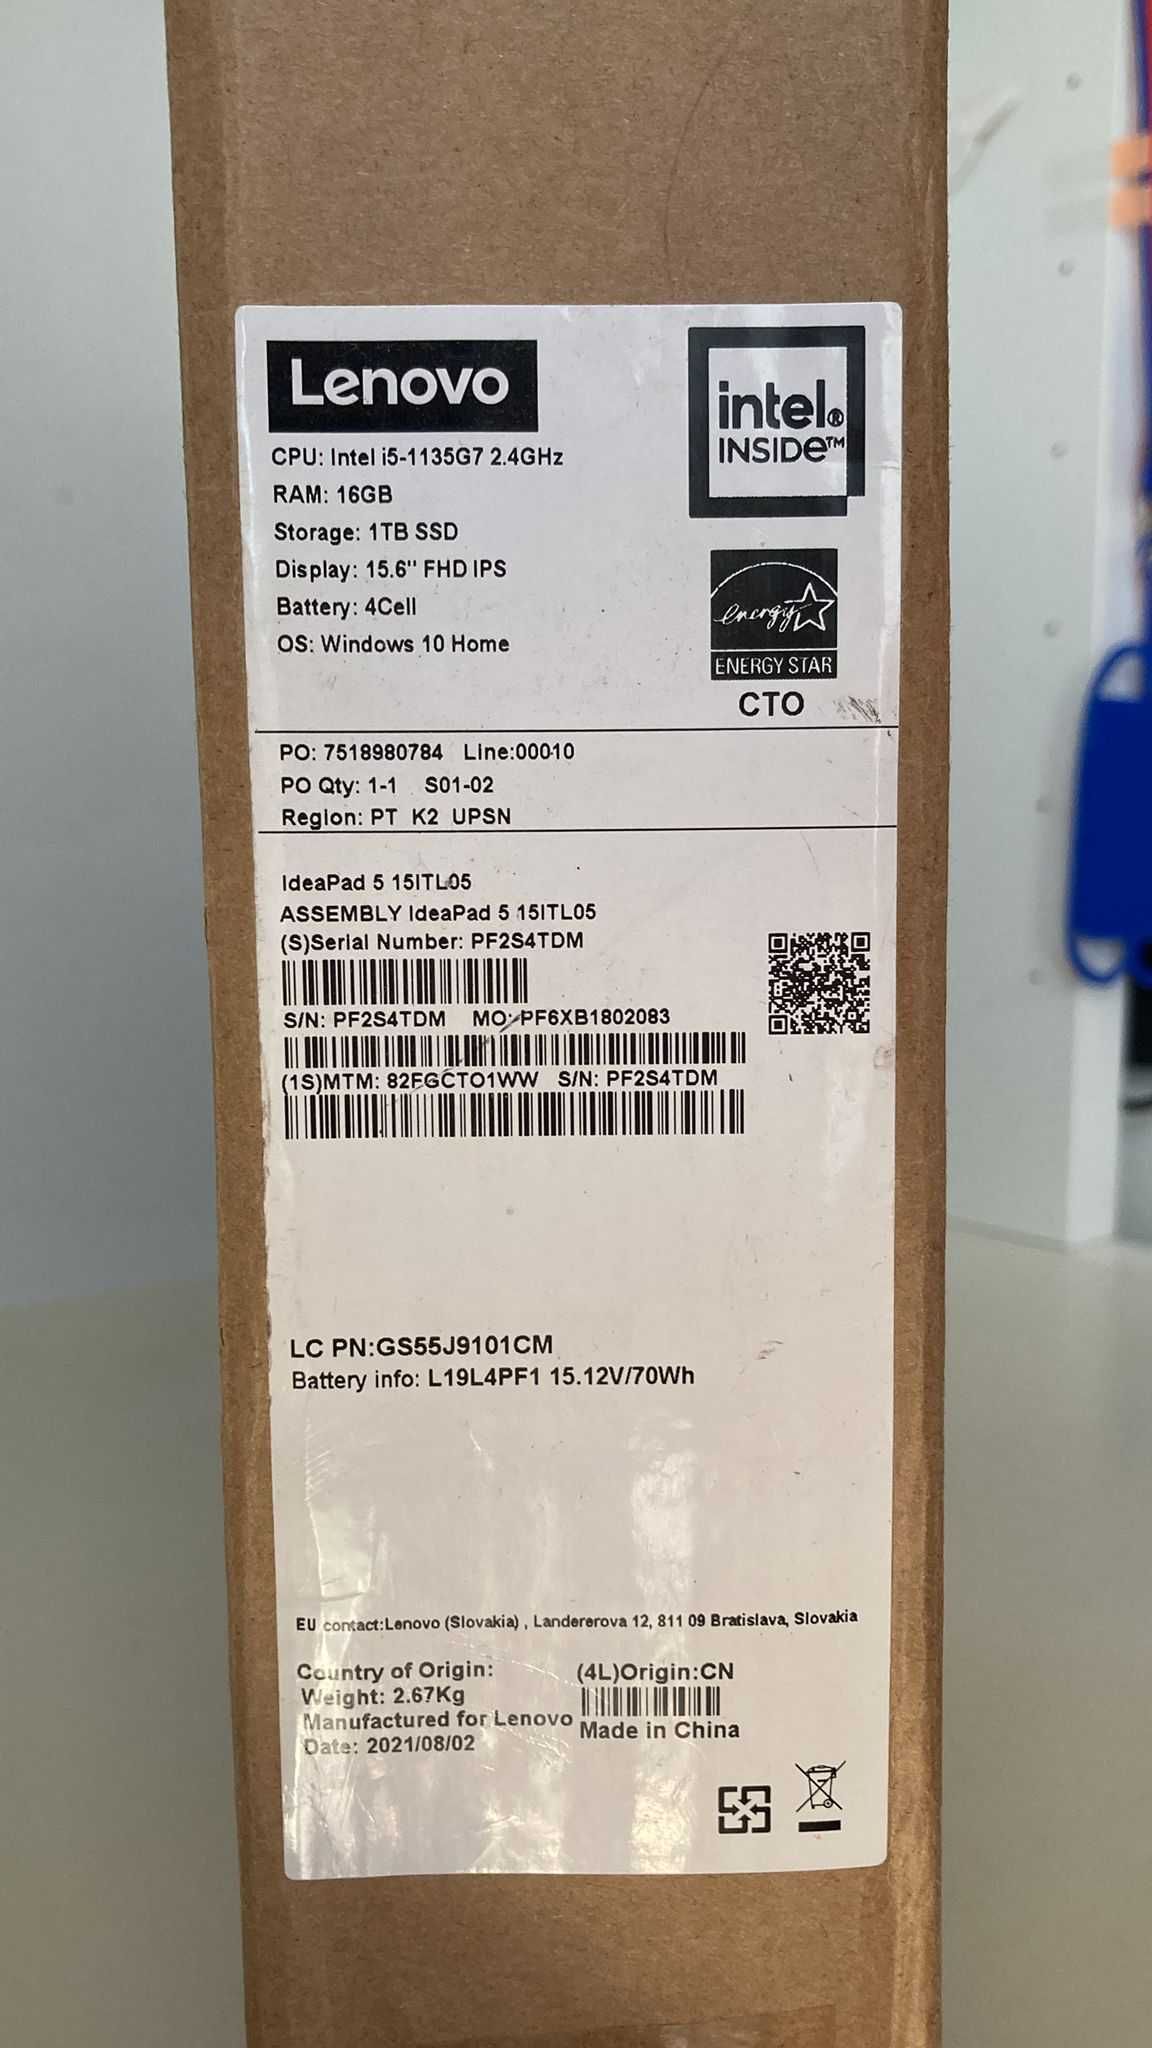 Lenovo
intel®
INSIDE™
CPU: Intel i5-1135G7 2.4GHz
RAM: 16GB
Storage: 1TB SSD
Display: 15.6" FHD IPS
Battery: 4Cell
OS: Windows 10 Home
energy
ENERGY STAR
CTO
PO: 7518980784 Line:00010
PO Qty: 1-1 S01-02
Region: PT K2 UPSN
IdeaPad 5 15ITL05
ASSEMBLY IdeaPad 5 15ITL05
(S)Serial Number: PF2S4TDM
S/N: PF2S4TDM MO: PF6XB1802083
(1S)MTM: 82FGCTO1WW S/N: PF2S4TDM
LC PN:GS55J9101CM
Battery info: L19L4PF1 15.12V/70Wh
EU contact:Lenovo (Slovakia) , Landererova 12, 811 09 Bratislava, Slovakia
Country of Origin: (4L)Origin:CN
Weight: 2.67Kg
Manufactured for Lenovo Made in China
Date: 2021/08/02